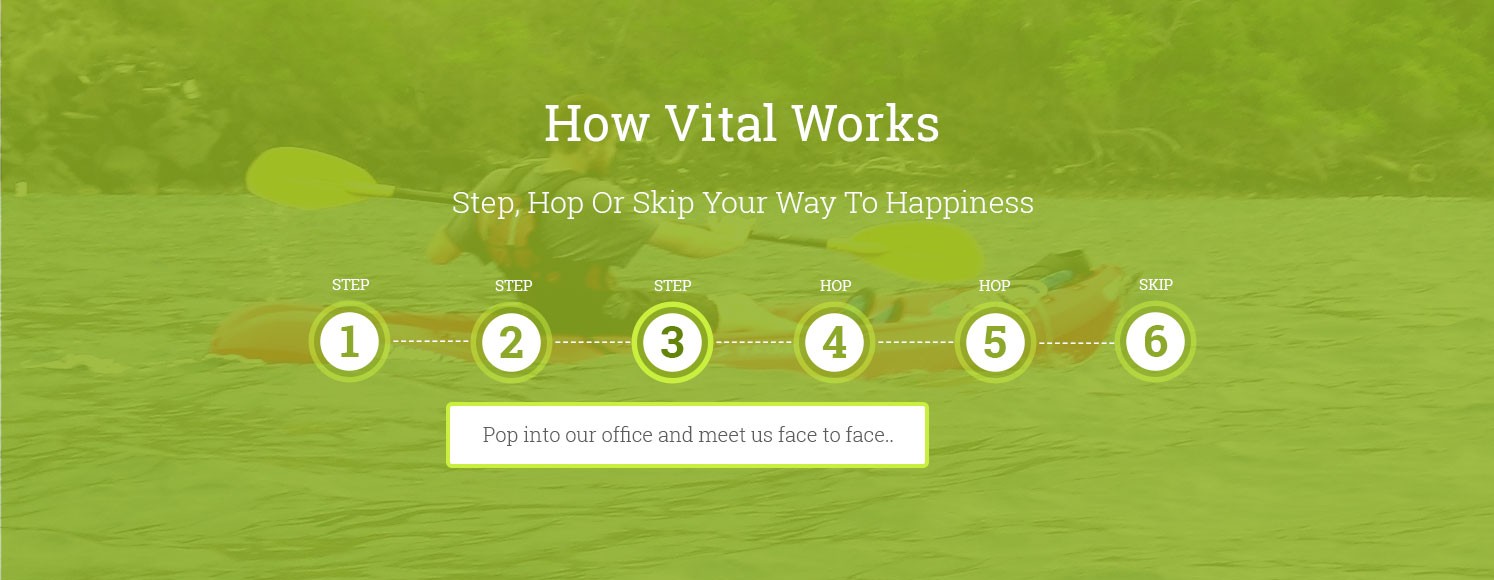 How Vital Works
Step, Hop Or Skip Your Way To Happiness
STEP STEP STEP HOP HOP SKIP
1 2 3 4 5 6
Pop into our office and meet us face to face..